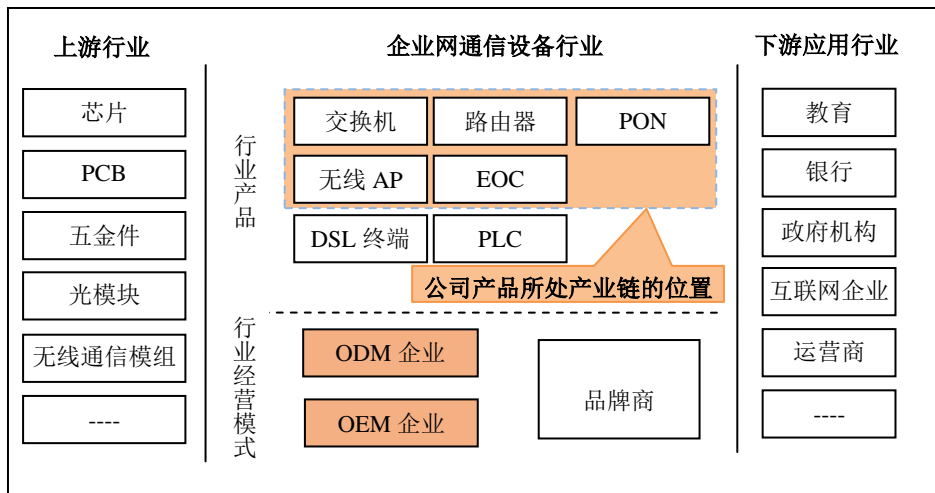 上游行业
芯片
PCB
五金件
光模块
无线通信模组
----
企业网通信设备行业
行业产品
交换机
路由器
PON
无线 AP
EOC
DSL 终端
PLC
公司产品所处产业链的位置
行业经营模式
ODM 企业
OEM 企业
品牌商
下游应用行业
教育
银行
政府机构
互联网企业
运营商
----